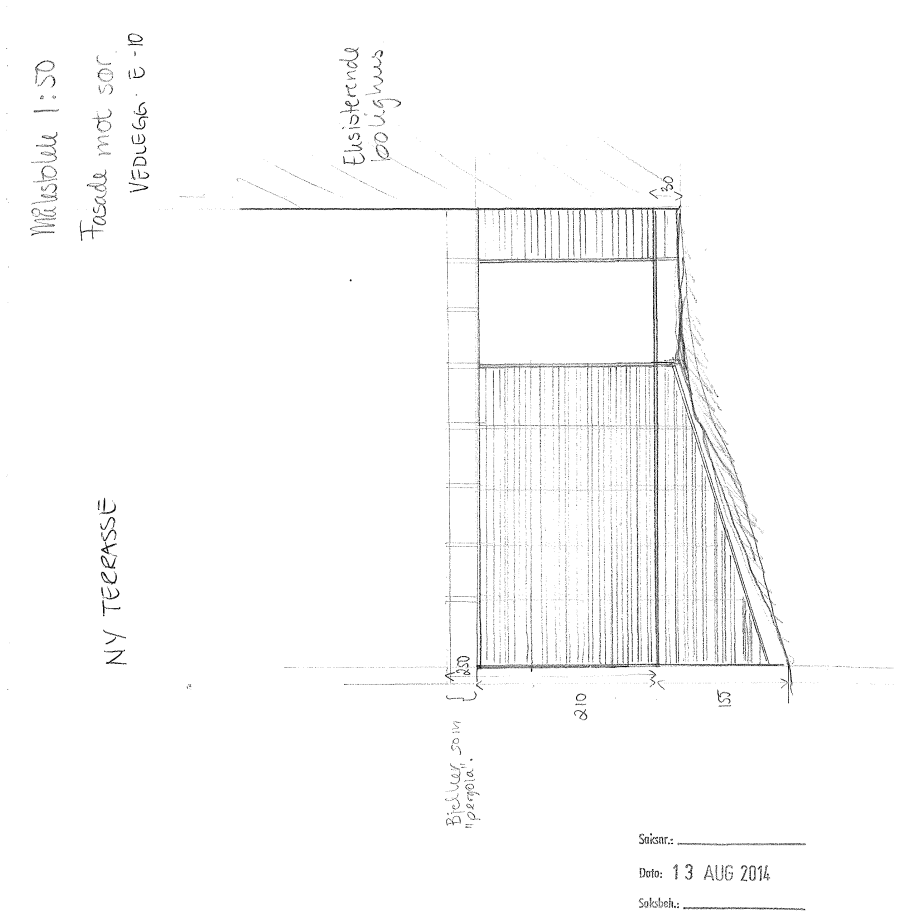 Målestokk 1:50
Fasade mot sør
VEDLEGG: E-10
Eksisterende
bolighus
NY TERRASSE
30
250
210
155
Bjelker som
"pergola".
Saksnr.:
Dato: 13 AUG 2014
Saksbeh.: